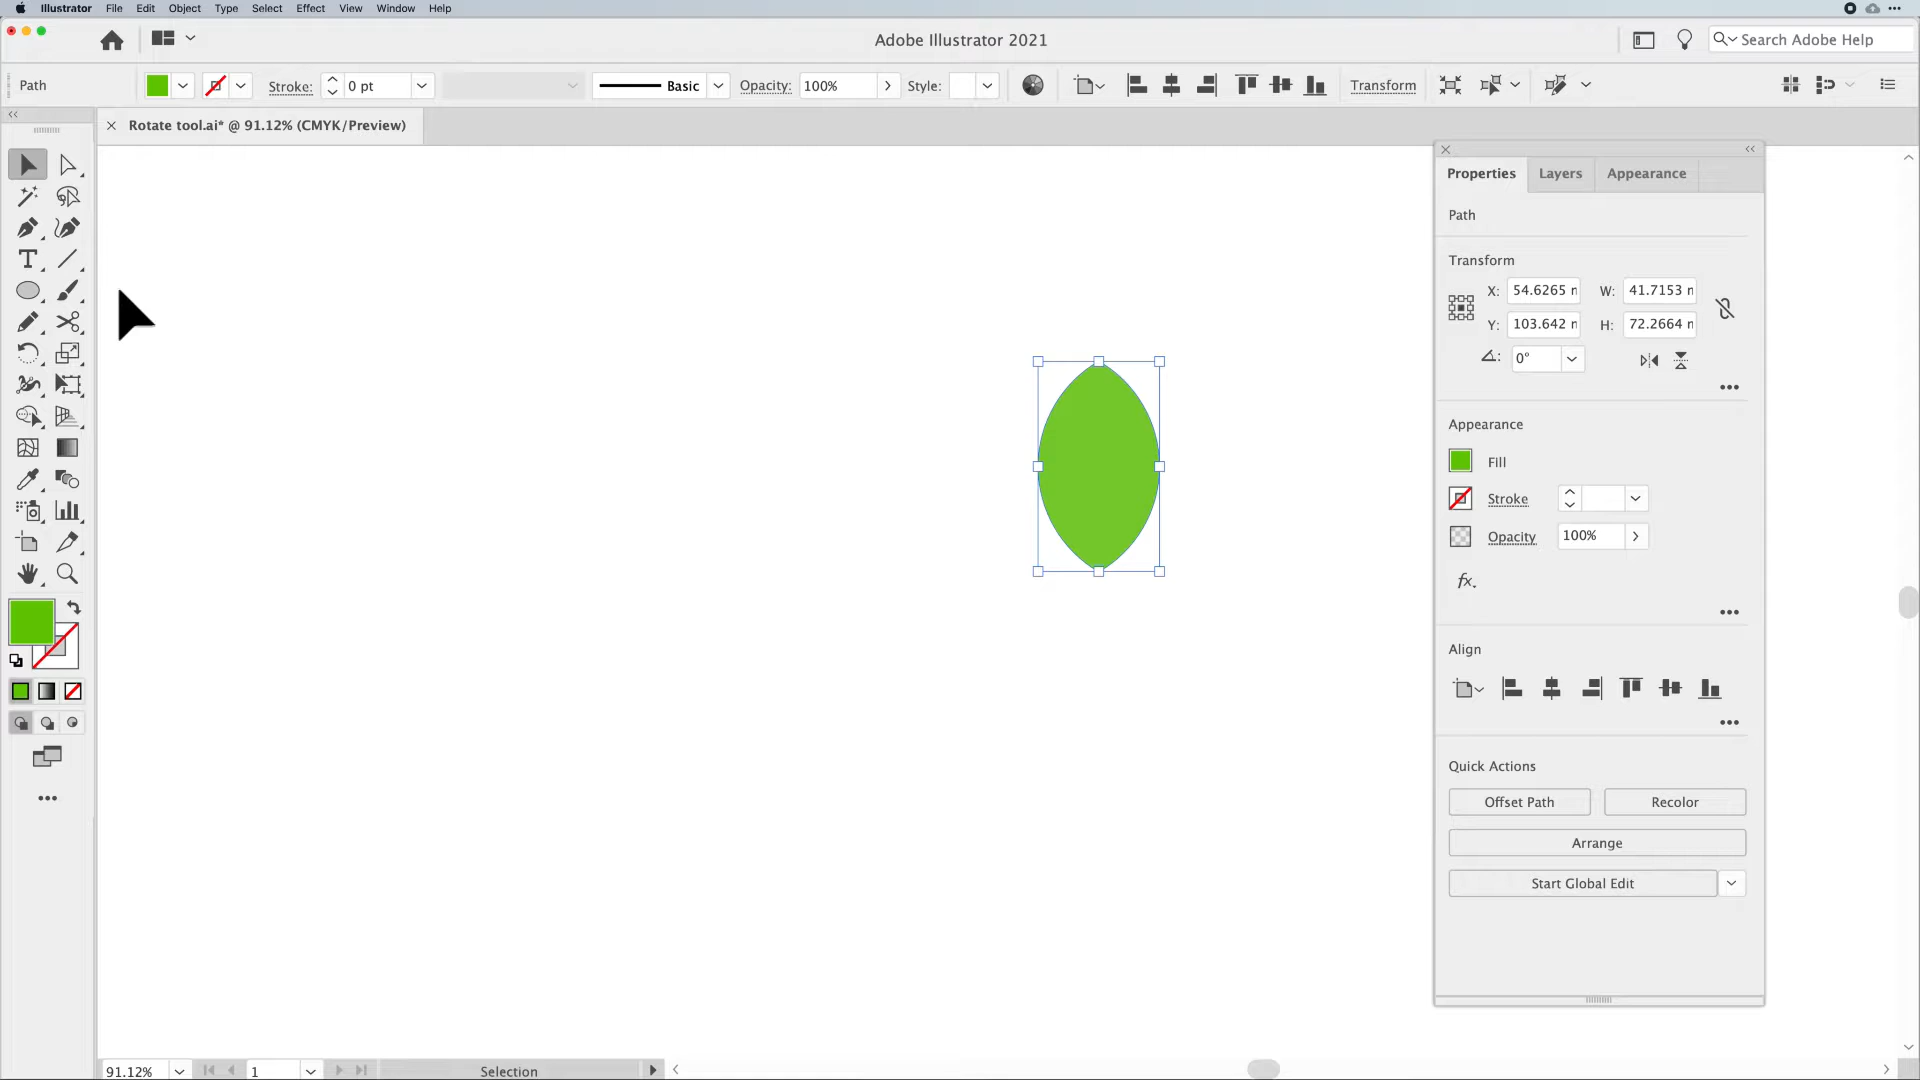 Illustrator File Edit Object Type Select Effect View Window Help
Adobe Illustrator 2021
Search Adobe Help
Path
Stroke: 0 pt
Basic
Opacity: 100%
Style:
Transform
Rotate tool.ai* @ 91.12% (CMYK/Preview)
Properties Layers Appearance
Path
Transform
X: 54.6265 W: 41.7153
Y: 103.642 H: 72.2664
0°
Appearance
Fill
Stroke
Opacity 100%
fx.
Align
Quick Actions
Offset Path Recolor
Arrange
Start Global Edit
91.12% 1 Selection